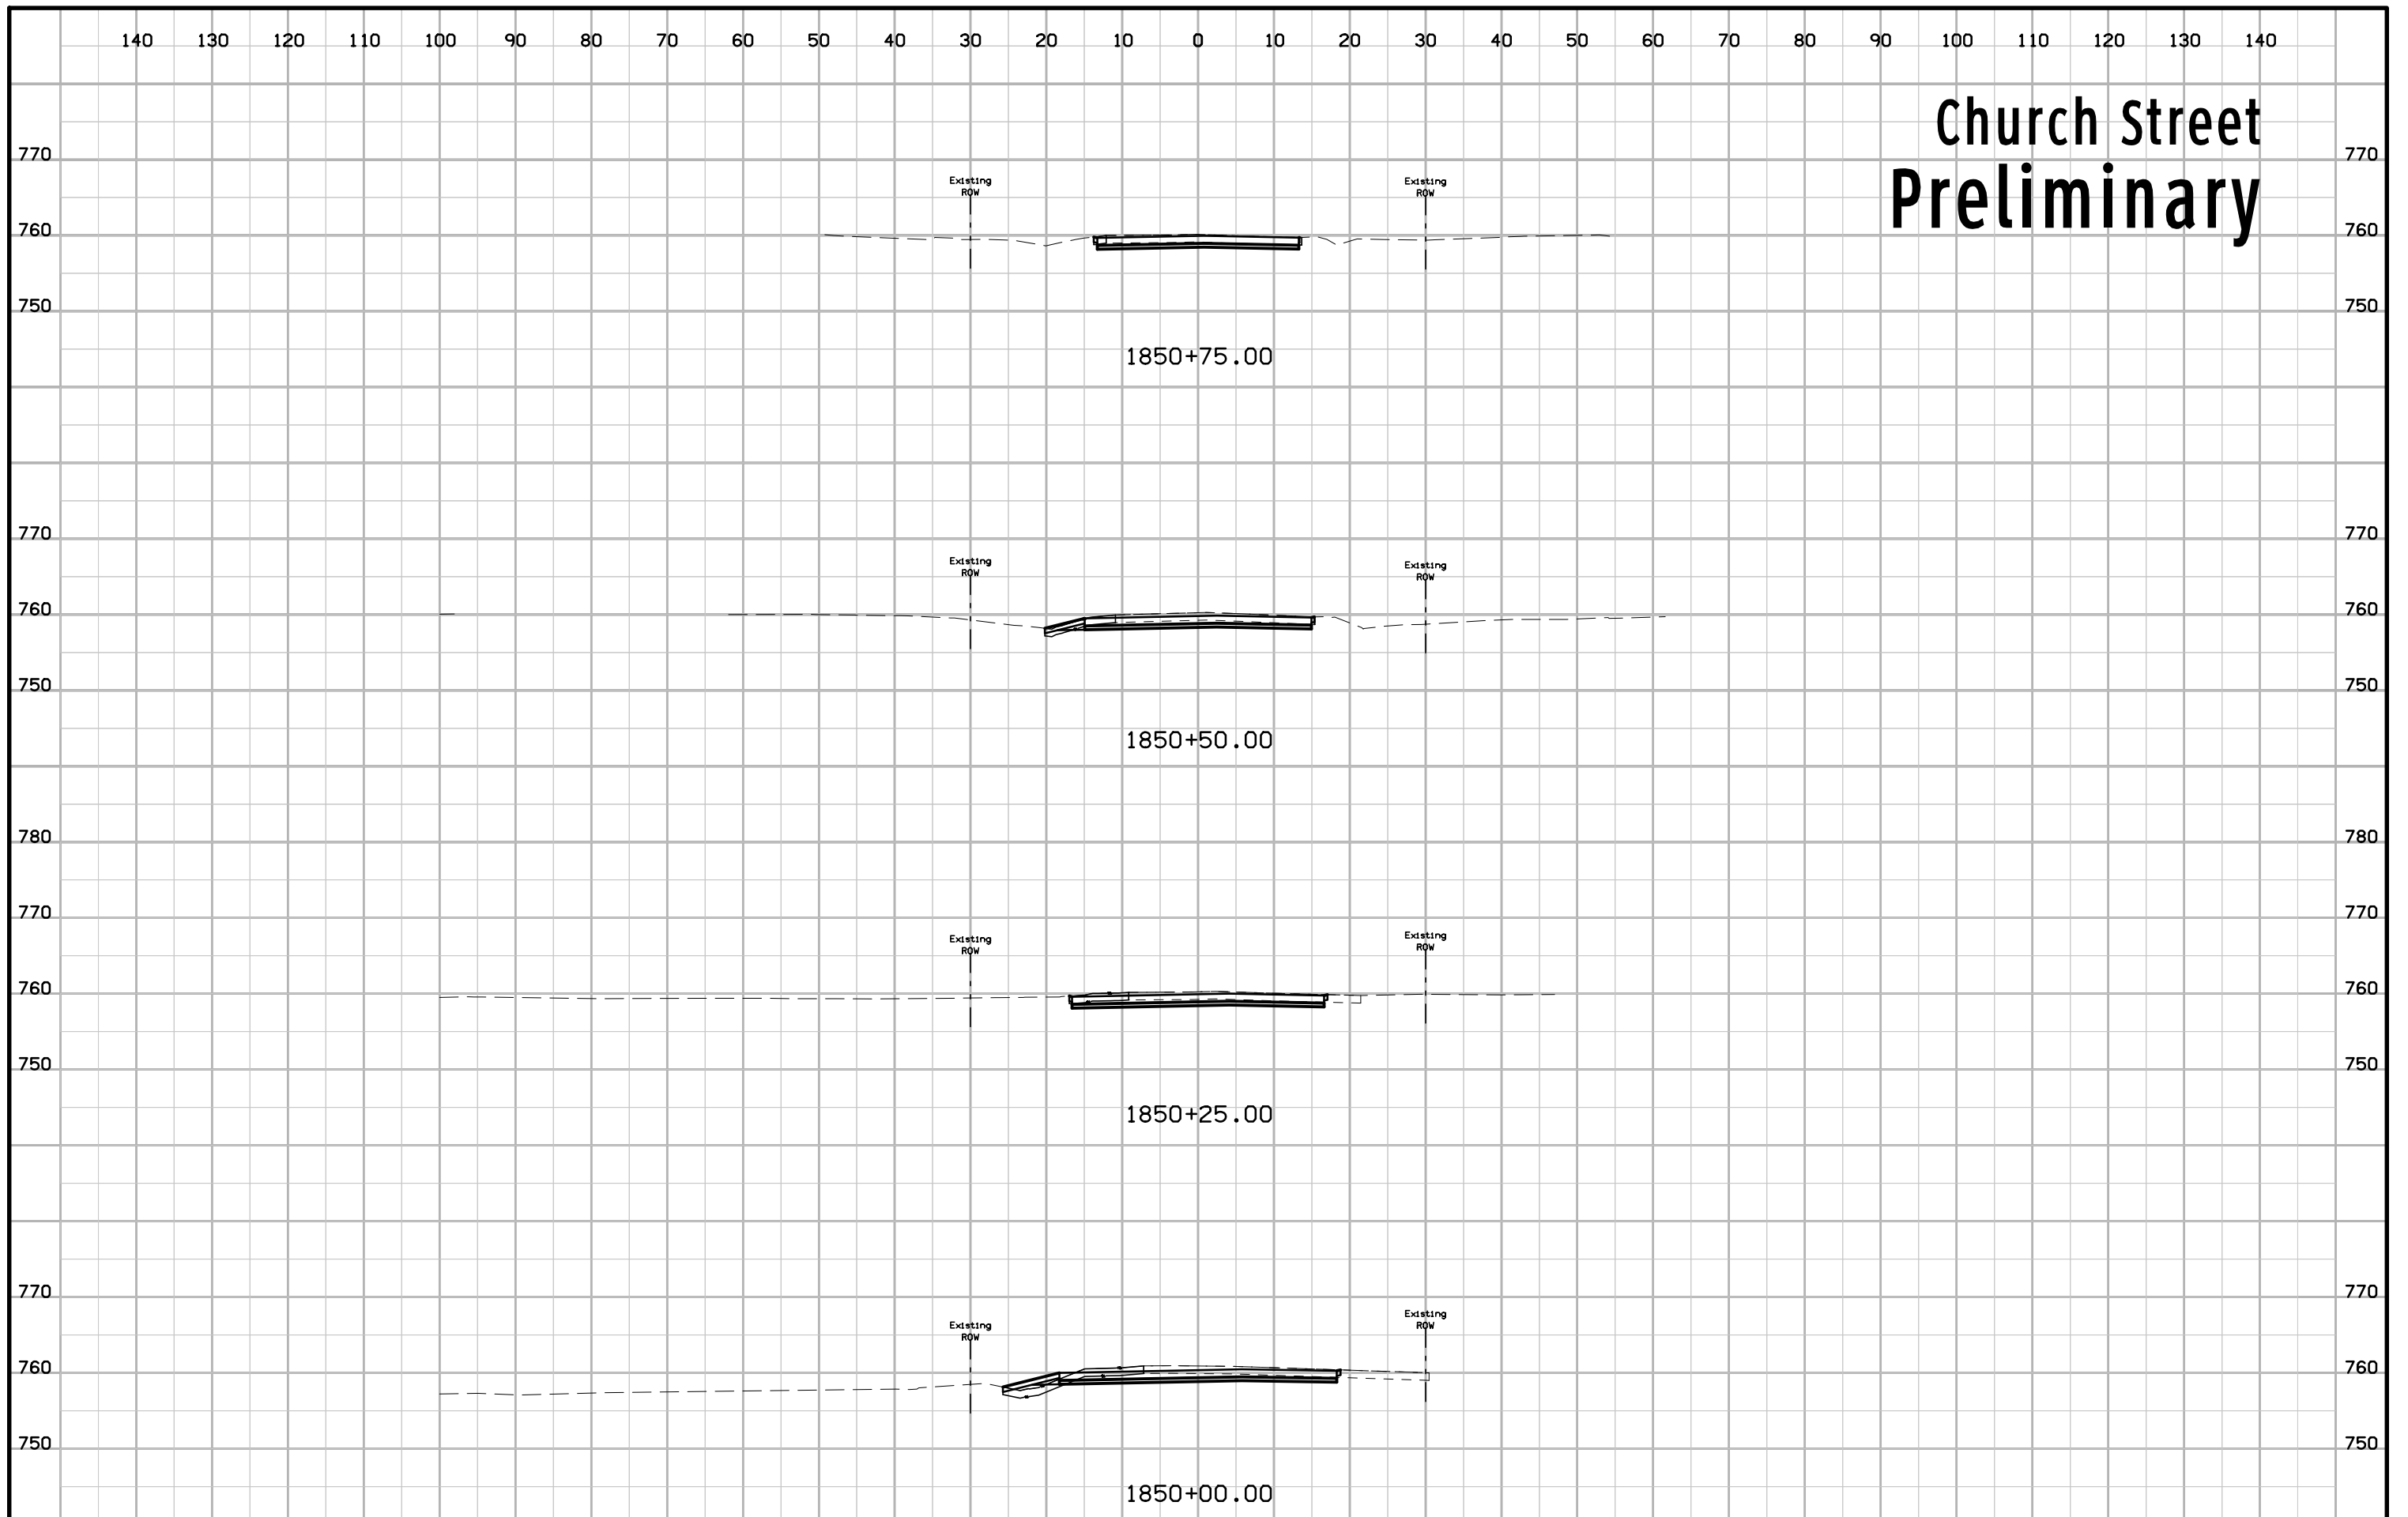 140 130 120 110 100 90 80 70 60 50 40 30 20 10 0 10 20 30 40 50 60 70 80 90 100 110 120 130 140
Church Street
Preliminary
770 770
Existing Existing
ROW ROW
760 760
750 750
1850+75.00
770 770
Existing Existing
ROW ROW
760 760
750 750
1850+50.00
780 780
770 770
Existing Existing
ROW ROW
760 760
750 750
1850+25.00
770 770
Existing Existing
ROW ROW
760 760
750 750
1850+00.00